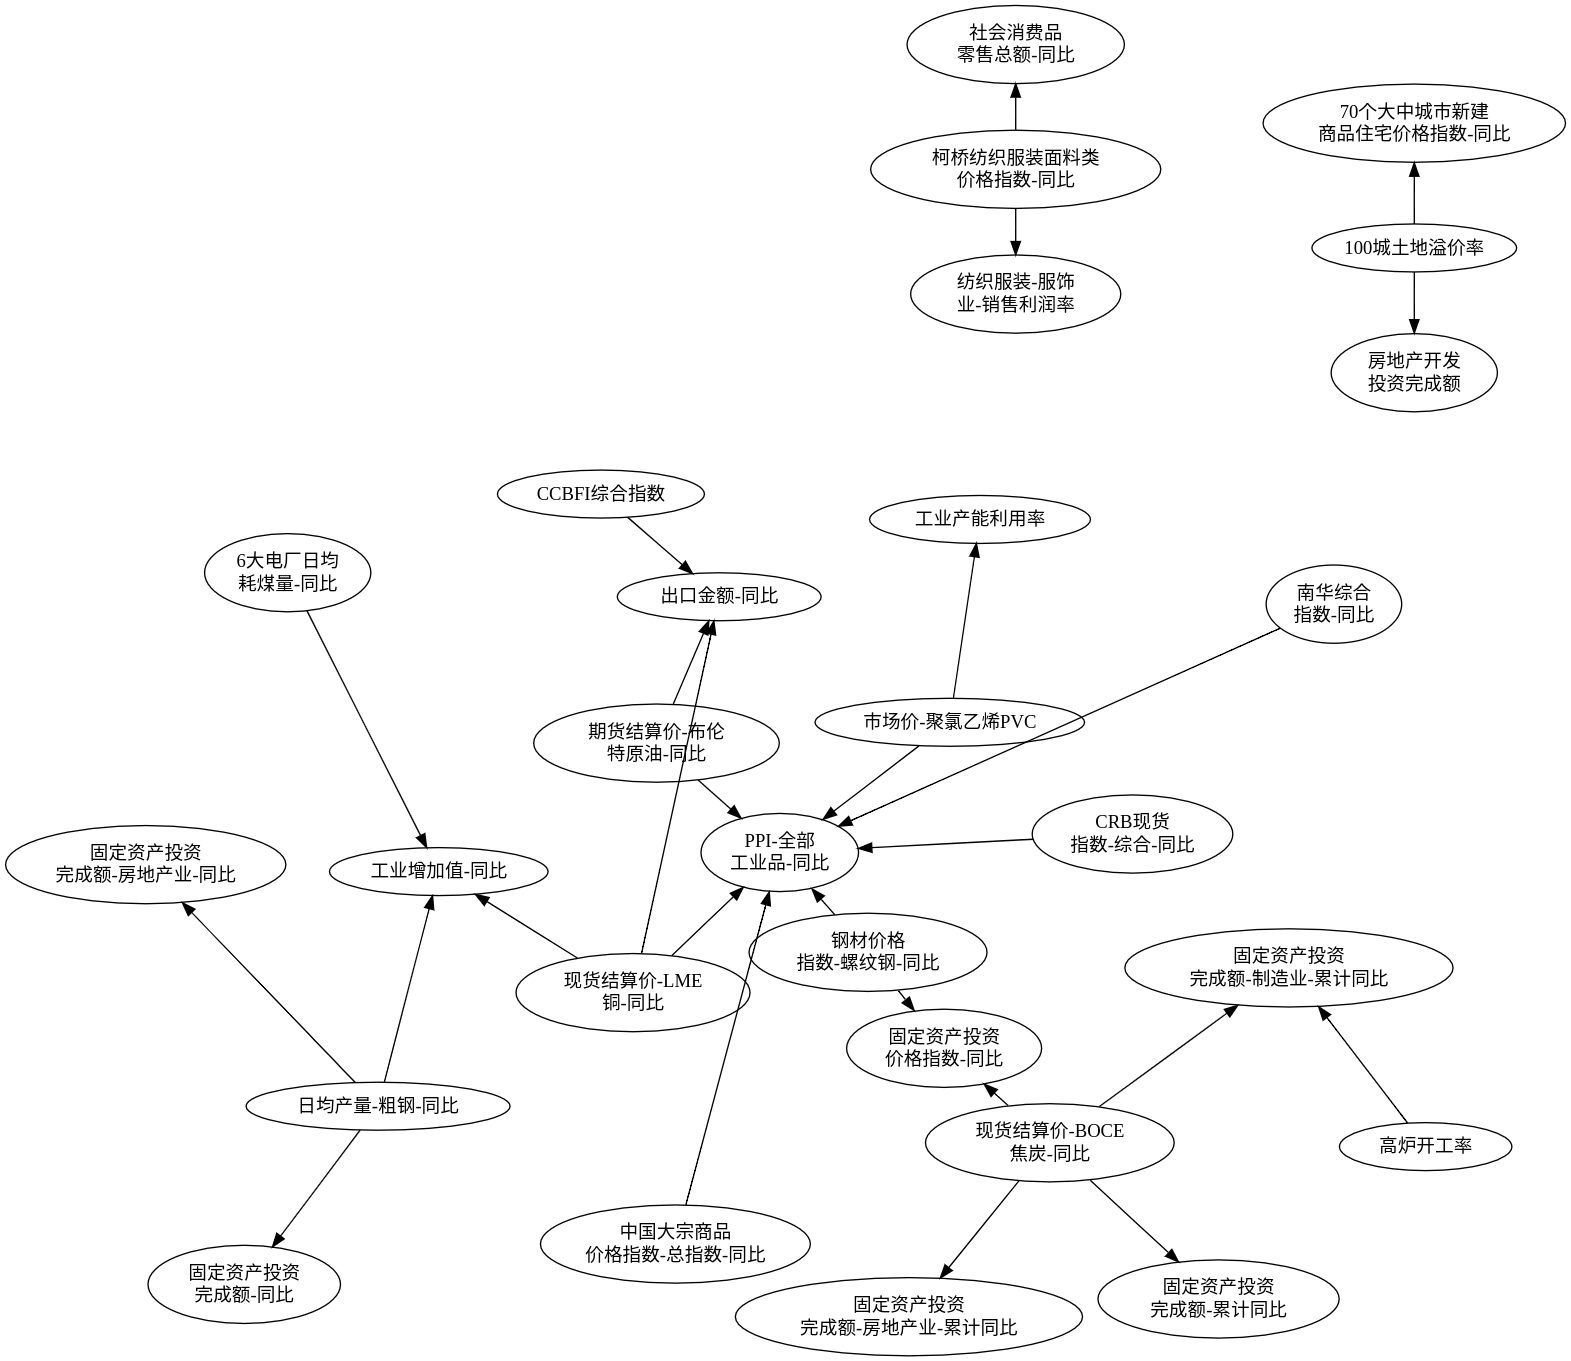 社会消费品
零售总额-同比
70个大中城市新建
商品住宅价格指数-同比
柯桥纺织服装面料类
价格指数-同比
100城土地溢价率
纺织服装-服饰
业-销售利润率
房地产开发
投资完成额
CCBFI综合指数
工业产能利用率
6大电厂日均
耗煤量-同比
出口金额-同比
南华综合
指数-同比
期货结算价-布伦
特原油-同比
市场价-聚氯乙烯PVC
PPI-全部
工业品-同比
CRB现货
指数-综合-同比
固定资产投资
完成额-房地产业-同比
工业增加值-同比
钢材价格
指数-螺纹钢-同比
固定资产投资
完成额-制造业-累计同比
现货结算价-LME
铜-同比
固定资产投资
价格指数-同比
日均产量-粗钢-同比
现货结算价-BOCE
焦炭-同比
高炉开工率
中国大宗商品
价格指数-总指数-同比
固定资产投资
完成额-同比
固定资产投资
完成额-房地产业-累计同比
固定资产投资
完成额-累计同比